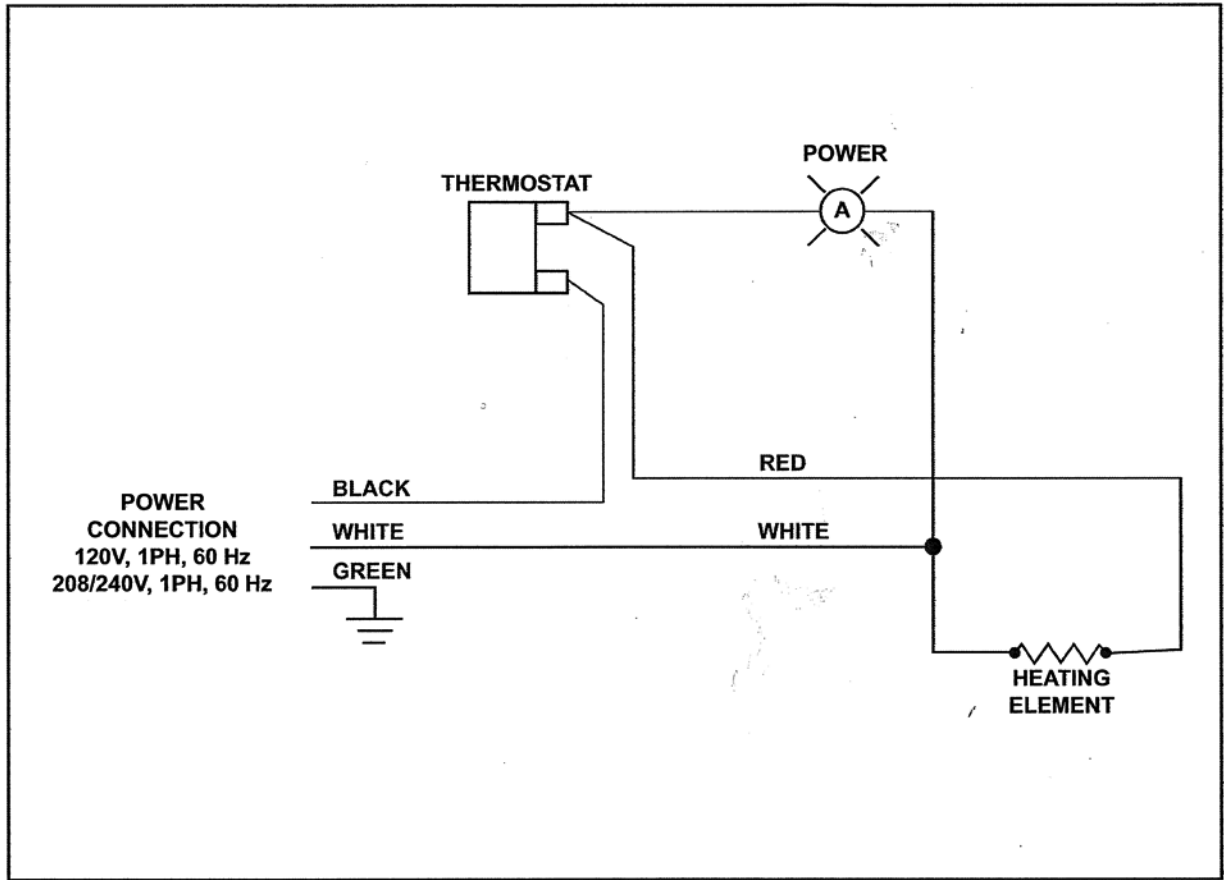 POWER
THERMOSTAT
A
RED
BLACK
POWER
CONNECTION
120V, 1PH, 60 Hz
208/240V, 1PH, 60 Hz
WHITE
WHITE
GREEN
HEATING
ELEMENT